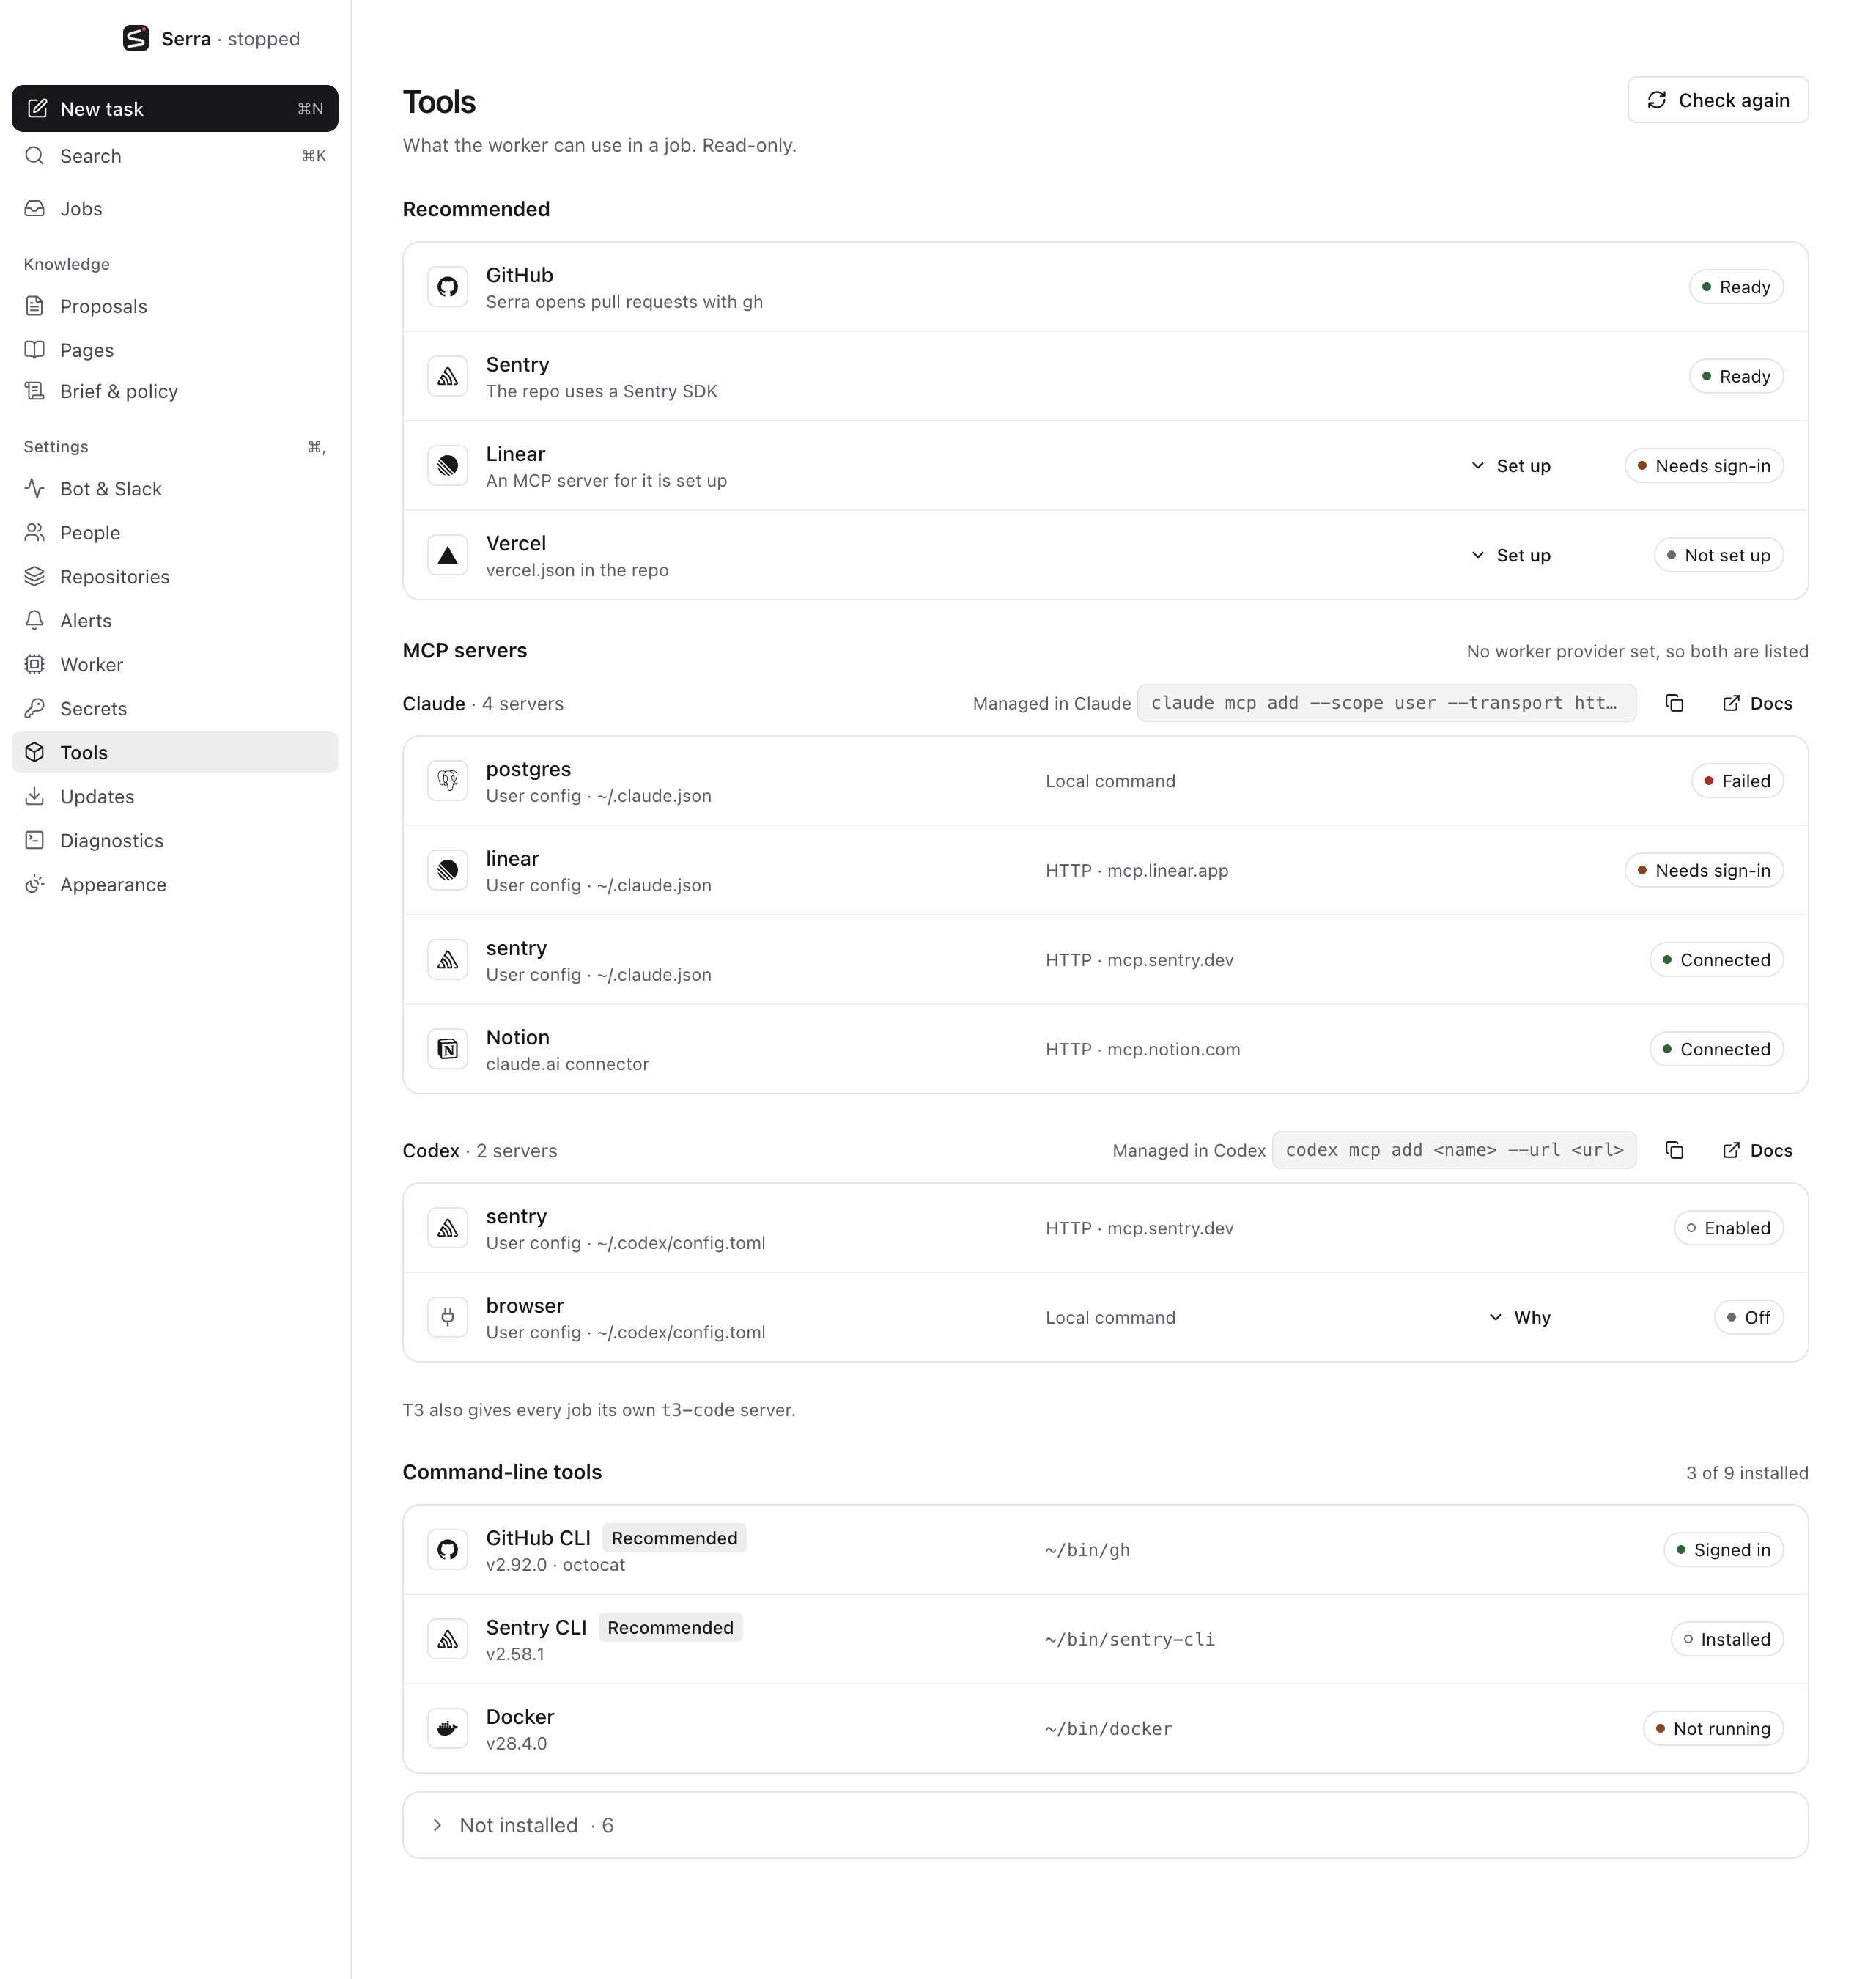 Serra · stopped
New task ⌘N
Search ⌘K
Jobs
Knowledge
Proposals
Pages
Brief & policy
Settings ⌘,
Bot & Slack
People
Repositories
Alerts
Worker
Secrets
Tools
Updates
Diagnostics
Appearance
Tools
Check again
What the worker can use in a job. Read-only.
Recommended
GitHub
Serra opens pull requests with gh
Ready
Sentry
The repo uses a Sentry SDK
Ready
Linear
An MCP server for it is set up
Set up
Needs sign-in
Vercel
vercel.json in the repo
Set up
Not set up
MCP servers
No worker provider set, so both are listed
Claude · 4 servers
Managed in Claude claude mcp add --scope user --transport htt…
Docs
postgres
User config · ~/.claude.json
Local command
Failed
linear
User config · ~/.claude.json
HTTP · mcp.linear.app
Needs sign-in
sentry
User config · ~/.claude.json
HTTP · mcp.sentry.dev
Connected
Notion
claude.ai connector
HTTP · mcp.notion.com
Connected
Codex · 2 servers
Managed in Codex codex mcp add <name> --url <url>
Docs
sentry
User config · ~/.codex/config.toml
HTTP · mcp.sentry.dev
Enabled
browser
User config · ~/.codex/config.toml
Local command
Why
Off
T3 also gives every job its own t3-code server.
Command-line tools
3 of 9 installed
GitHub CLI Recommended
v2.92.0 · octocat
~/bin/gh
Signed in
Sentry CLI Recommended
v2.58.1
~/bin/sentry-cli
Installed
Docker
v28.4.0
~/bin/docker
Not running
Not installed · 6